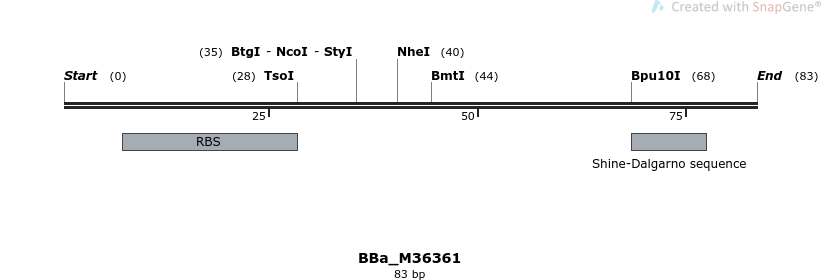 Created with SnapGene®
(35) BtgI - NcoI - StyI NheI (40)
Start (0) (28) TsoI BmtI (44) Bpu10I (68) End (83)
25 50 75
RBS
Shine-Dalgarno sequence
BBa_M36361
83 bp